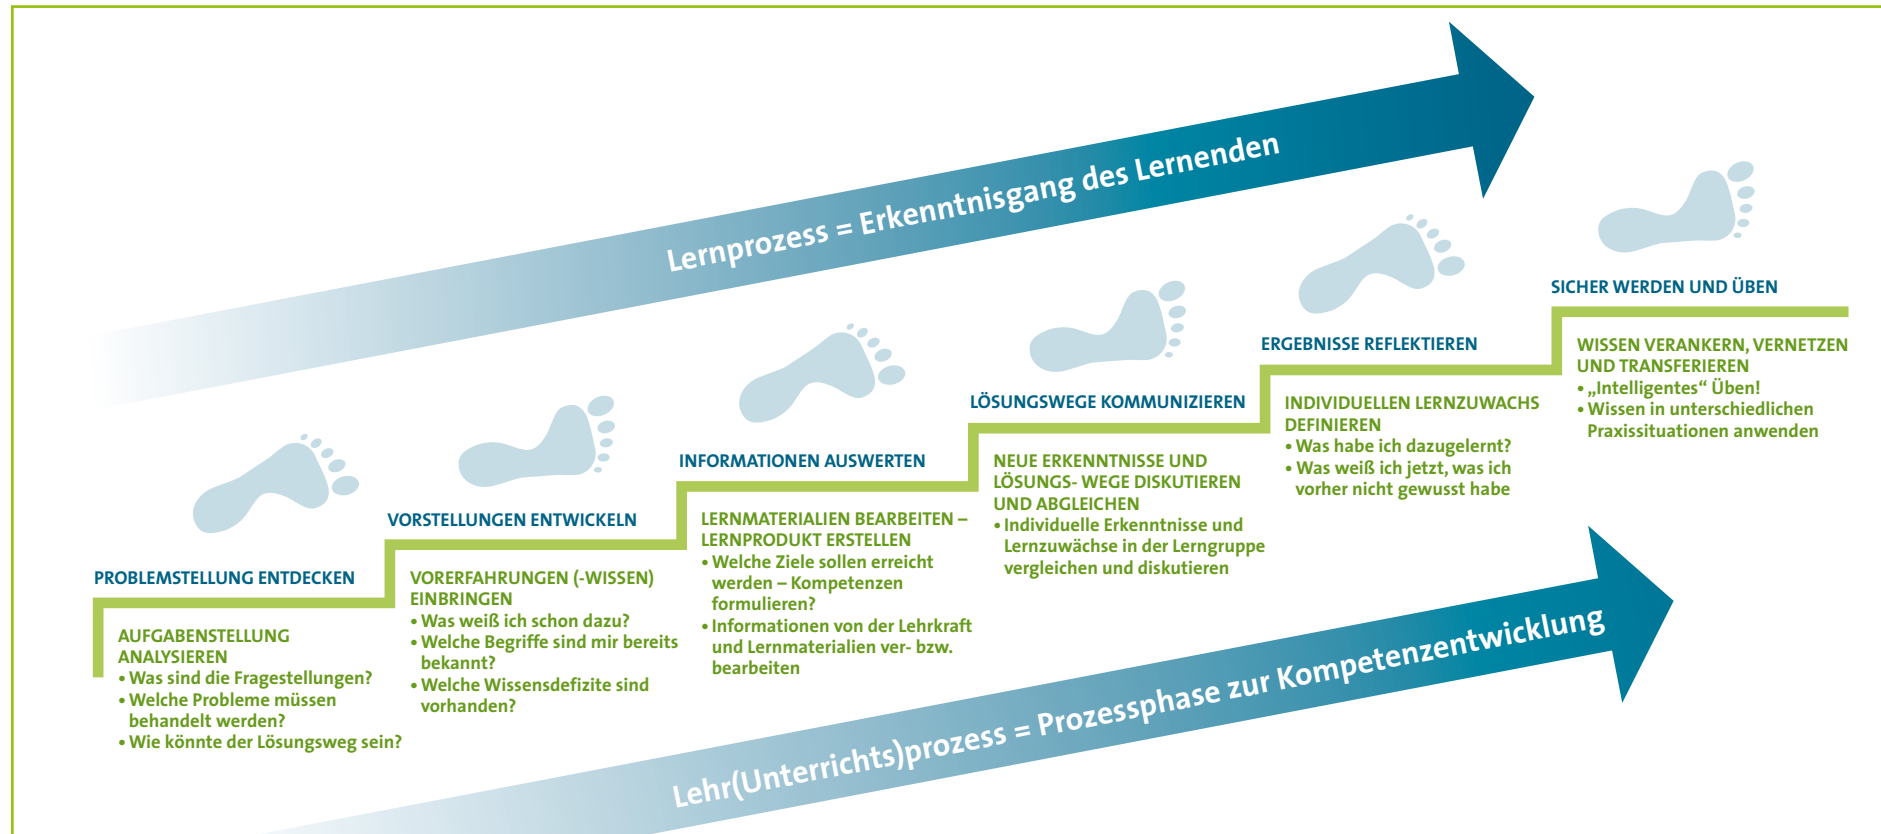 Lernprozess = Erkenntnisgang des Lernenden
PROBLEMSTELLUNG ENTDECKEN
AUFGABENSTELLUNG
ANALYSIEREN
• Was sind die Fragestellungen?
• Welche Probleme müssen
behandelt werden?
• Wie könnte der Lösungsweg sein?
VORSTELLUNGEN ENTWICKELN
VORERFAHRUNGEN (-WISSEN)
EINBRINGEN
• Was weiß ich schon dazu?
• Welche Begriffe sind mir bereits
bekannt?
• Welche Wissensdefizite sind
vorhanden?
INFORMATIONEN AUSWERTEN
LERNMATERIALIEN BEARBEITEN –
LERNPRODUKT ERSTELLEN
• Welche Ziele sollen erreicht
werden – Kompetenzen
formulieren?
• Informationen von der Lehrkraft
und Lernmaterialien ver- bzw.
bearbeiten
LÖSUNGSWEGE KOMMUNIZIEREN
NEUE ERKENNTNISSE UND
LÖSUNGS- WEGE DISKUTIEREN
UND ABGLEICHEN
• Individuelle Erkenntnisse und
Lernzuwächse in der Lerngruppe
vergleichen und diskutieren
ERGEBNISSE REFLEKTIEREN
INDIVIDUELLEN LERNZUWACHS
DEFINIEREN
• Was habe ich dazugelernt?
• Was weiß ich jetzt, was ich
vorher nicht gewusst habe
SICHER WERDEN UND ÜBEN
WISSEN VERANKERN, VERNETZEN
UND TRANSFERIEREN
• „Intelligentes“ Üben!
• Wissen in unterschiedlichen
Praxissituationen anwenden
Lehr(Unterrichts)prozess = Prozessphase zur Kompetenzentwicklung